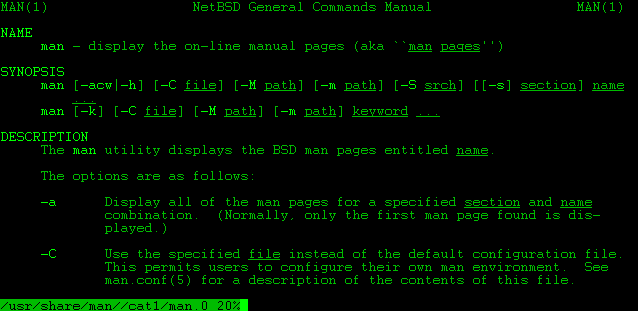 MAN(1) NetBSD General Commands Manual MAN(1)
NAME
man - display the on-line manual pages (aka ``man pages'')
SYNOPSIS
man [-acw|-h] [-C file] [-M path] [-m path] [-S srch] [[-s] section] name
...
man [-k] [-C file] [-M path] [-m path] keyword ...
DESCRIPTION
The man utility displays the BSD man pages entitled name.
The options are as follows:
-a Display all of the man pages for a specified section and name
combination. (Normally, only the first man page found is dis-
played.)
-C Use the specified file instead of the default configuration file.
This permits users to configure their own man environment. See
man.conf(5) for a description of the contents of this file.
/usr/share/man//cat1/man.0 20%